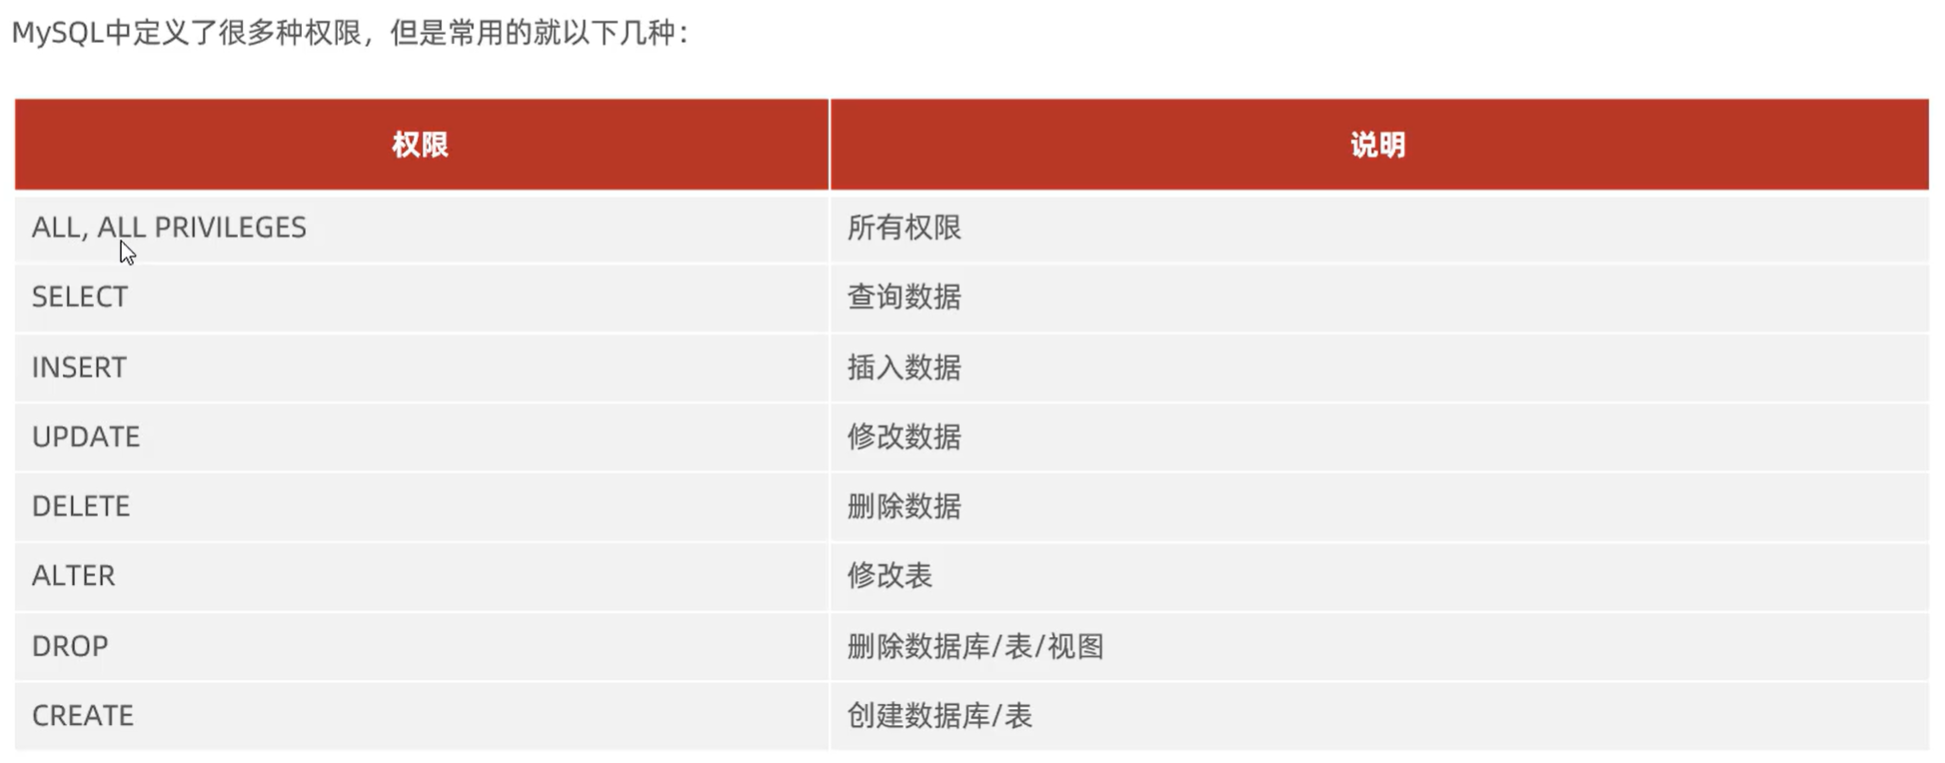 MySQL中定义了很多种权限，但是常用的就以下几种：
权限 说明
ALL, ALL PRIVILEGES 所有权限
SELECT 查询数据
INSERT 插入数据
UPDATE 修改数据
DELETE 删除数据
ALTER 修改表
DROP 删除数据库/表/视图
CREATE 创建数据库/表